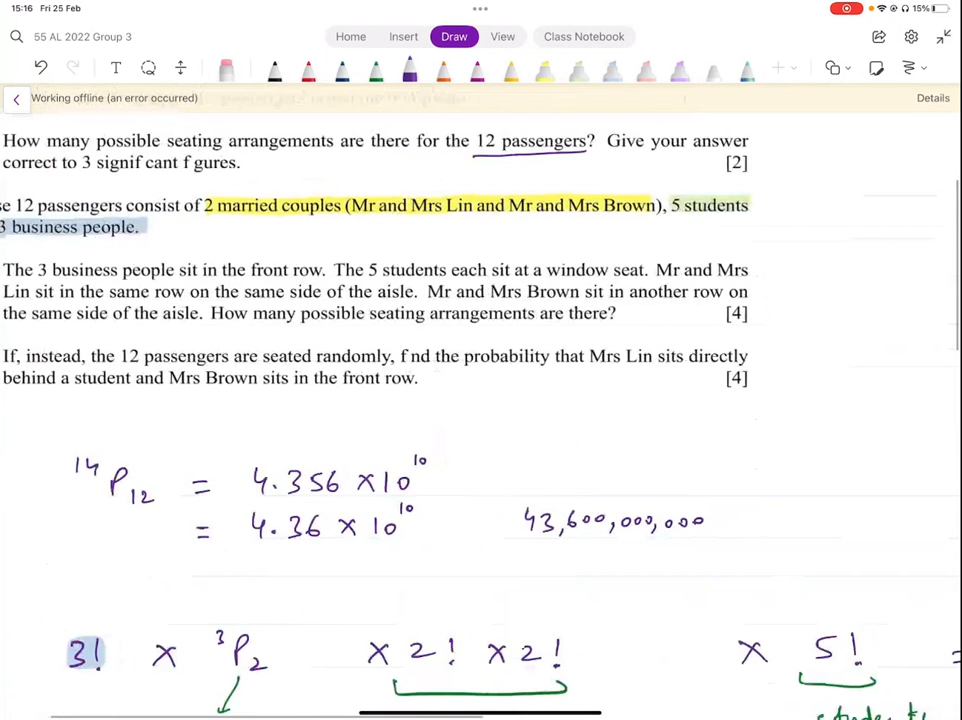 15:16 Fri 25 Feb
15%
55 AL 2022 Group 3
Home Insert Draw View Class Notebook
Working offline (an error occurred)
Details
How many possible seating arrangements are there for the 12 passengers? Give your answer
correct to 3 signif cant f gures. [2]
se 12 passengers consist of 2 married couples (Mr and Mrs Lin and Mr and Mrs Brown), 5 students
3 business people.
The 3 business people sit in the front row. The 5 students each sit at a window seat. Mr and Mrs
Lin sit in the same row on the same side of the aisle. Mr and Mrs Brown sit in another row on
the same side of the aisle. How many possible seating arrangements are there? [4]
If, instead, the 12 passengers are seated randomly, f nd the probability that Mrs Lin sits directly
behind a student and Mrs Brown sits in the front row. [4]
¹⁴P₁₂ = 4.356 × 10¹⁰
= 4.36 × 10¹⁰ 43,600,000,000
3! × ³P₂ × 2! × 2! × 5! =
students